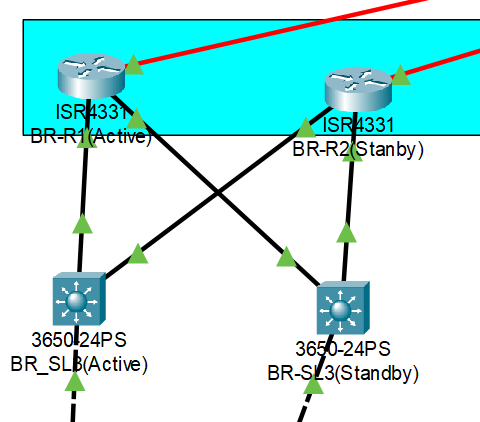 ISR4331
BR-R1(Active)
ISR4331
BR-R2(Stanby)
3650-24PS
BR_SL3(Active)
3650-24PS
BR-SL3(Standby)